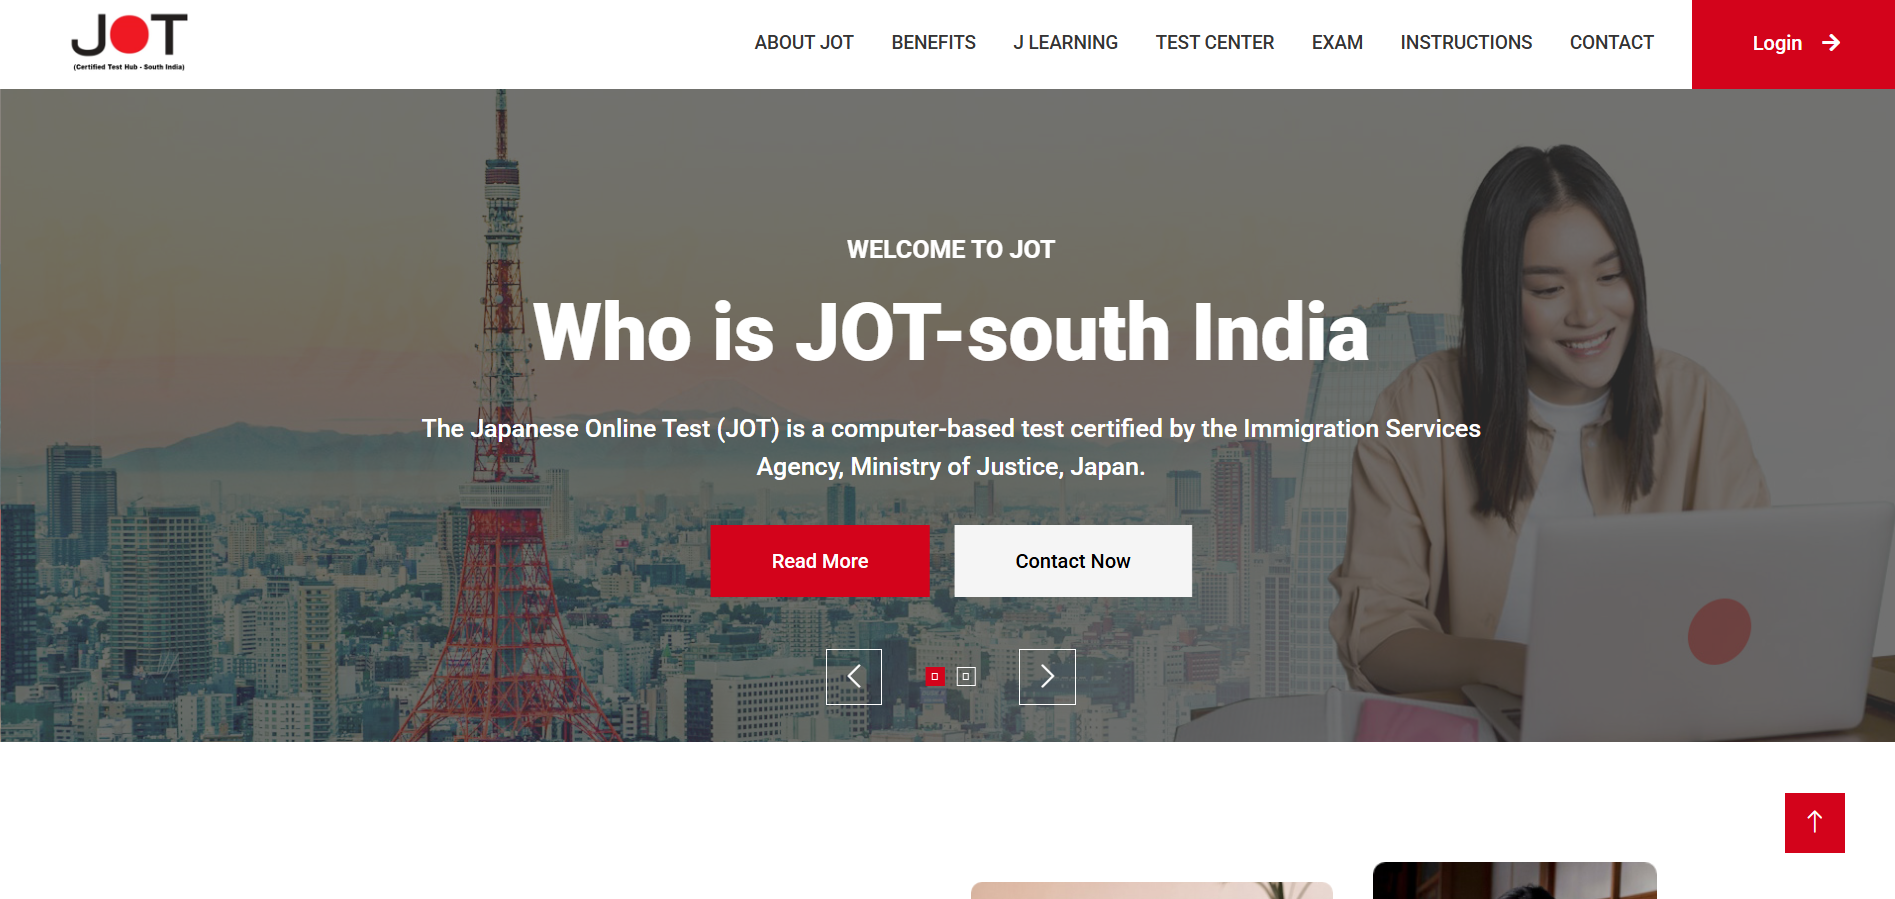 JOT
(Certified Test Hub - South India)
ABOUT JOT
BENEFITS
J LEARNING
TEST CENTER
EXAM
INSTRUCTIONS
CONTACT
Login
WELCOME TO JOT
Who is JOT-south India
The Japanese Online Test (JOT) is a computer-based test certified by the Immigration Services
Agency, Ministry of Justice, Japan.
Read More
Contact Now